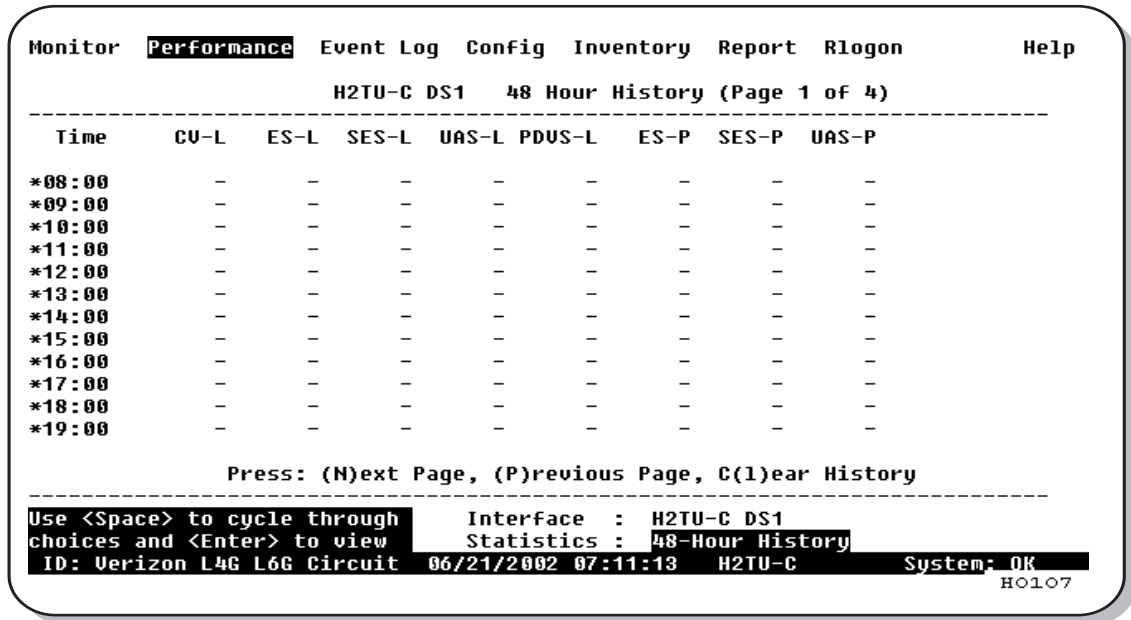 Monitor Performance Event Log Config Inventory Report Rlogon Help
H2TU-C DS1 48 Hour History (Page 1 of 4)
Time CV-L ES-L SES-L UAS-L PDVS-L ES-P SES-P UAS-P
*08:00 - - - - - - - -
*09:00 - - - - - - - -
*10:00 - - - - - - - -
*11:00 - - - - - - - -
*12:00 - - - - - - - -
*13:00 - - - - - - - -
*14:00 - - - - - - - -
*15:00 - - - - - - - -
*16:00 - - - - - - - -
*17:00 - - - - - - - -
*18:00 - - - - - - - -
*19:00 - - - - - - - -
Press: (N)ext Page, (P)revious Page, C(l)ear History
Use <Space> to cycle through Interface : H2TU-C DS1
choices and <Enter> to view Statistics : 48-Hour History
ID: Verizon L4G L6G Circuit 06/21/2002 07:11:13 H2TU-C System: OK
H0107